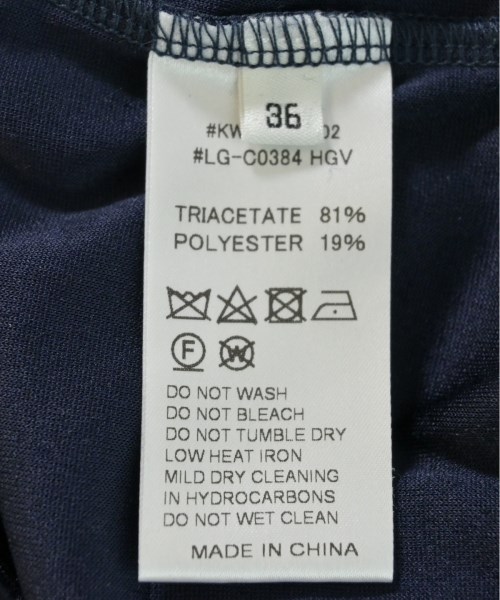 36
#KW 02
#LG-C0384 HGV
TRIACETATE 81%
POLYESTER 19%
F W
DO NOT WASH
DO NOT BLEACH
DO NOT TUMBLE DRY
LOW HEAT IRON
MILD DRY CLEANING
IN HYDROCARBONS
DO NOT WET CLEAN
MADE IN CHINA